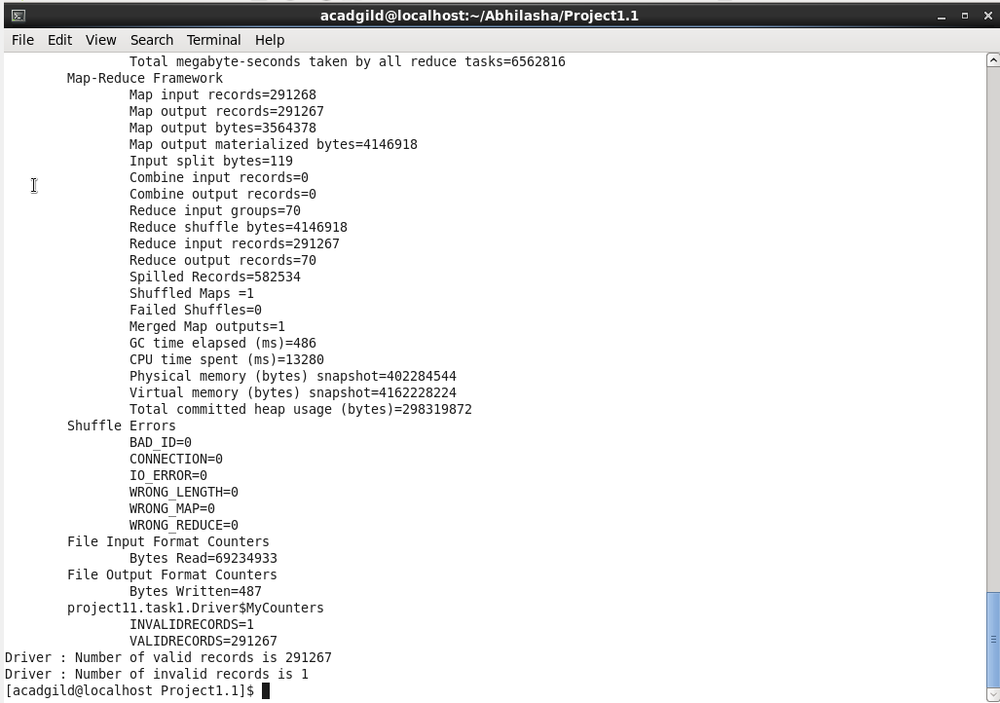 acadgild@localhost:~/Abhilasha/Project1.1
File Edit View Search Terminal Help
Total megabyte-seconds taken by all reduce tasks=6562816
Map-Reduce Framework
Map input records=291268
Map output records=291267
Map output bytes=3564378
Map output materialized bytes=4146918
Input split bytes=119
Combine input records=0
Combine output records=0
Reduce input groups=70
Reduce shuffle bytes=4146918
Reduce input records=291267
Reduce output records=70
Spilled Records=582534
Shuffled Maps =1
Failed Shuffles=0
Merged Map outputs=1
GC time elapsed (ms)=486
CPU time spent (ms)=13280
Physical memory (bytes) snapshot=402284544
Virtual memory (bytes) snapshot=4162228224
Total committed heap usage (bytes)=298319872
Shuffle Errors
BAD_ID=0
CONNECTION=0
IO_ERROR=0
WRONG_LENGTH=0
WRONG_MAP=0
WRONG_REDUCE=0
File Input Format Counters
Bytes Read=69234933
File Output Format Counters
Bytes Written=487
project11.task1.Driver$MyCounters
INVALIDRECORDS=1
VALIDRECORDS=291267
Driver : Number of valid records is 291267
Driver : Number of invalid records is 1
[acadgild@localhost Project1.1]$